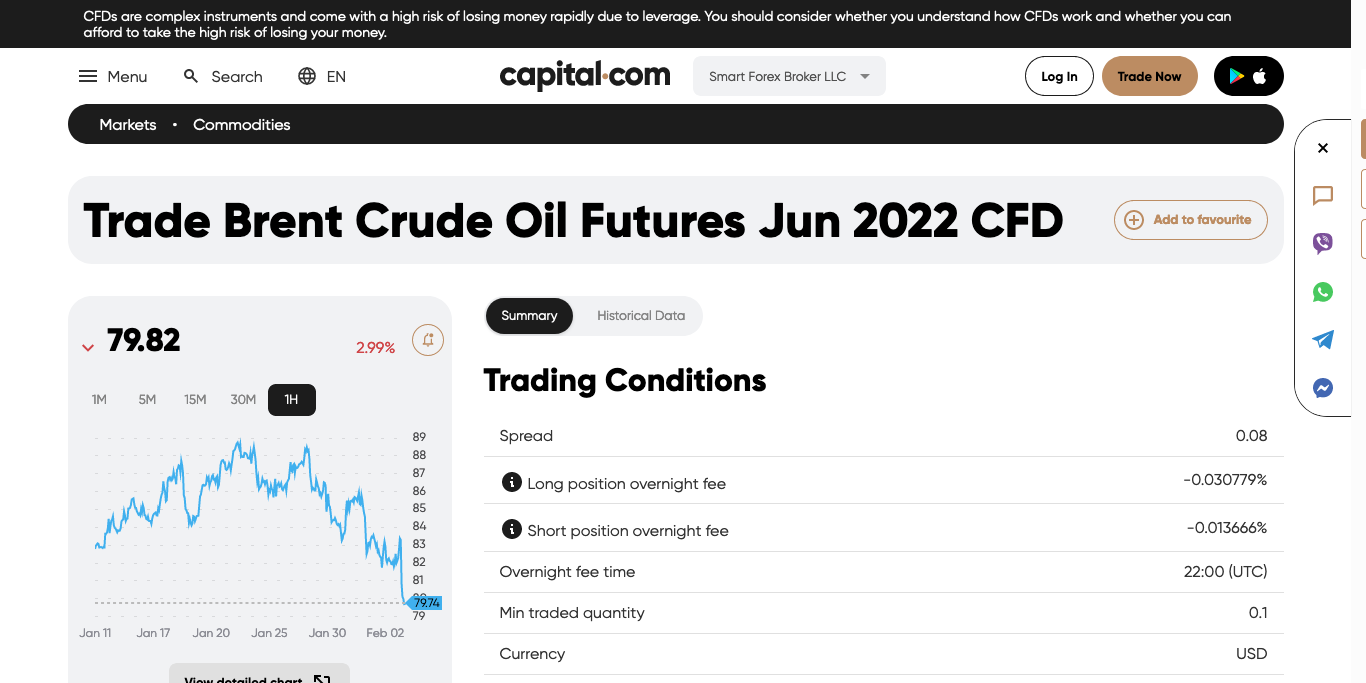 CFDs are complex instruments and come with a high risk of losing money rapidly due to leverage. You should consider whether you understand how CFDs work and whether you can
afford to take the high risk of losing your money.
Menu
Search
EN
capital.com
Smart Forex Broker LLC
Log In
Trade Now
Markets
Commodities
Trade Brent Crude Oil Futures Jun 2022 CFD
Add to favourite
79.82
2.99%
1M
5M
15M
30M
1H
89
88
87
86
85
84
83
82
81
79.74
79
Jan 11
Jan 17
Jan 20
Jan 25
Jan 30
Feb 02
View detailed chart
Summary
Historical Data
Trading Conditions
Spread
0.08
Long position overnight fee
-0.030779%
Short position overnight fee
-0.013666%
Overnight fee time
22:00 (UTC)
Min traded quantity
0.1
Currency
USD